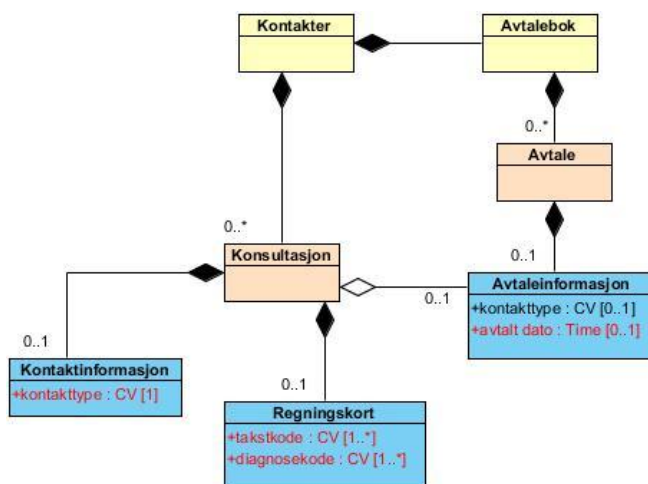 Kontakter
Avtalebok
0..*
Avtale
0..*
Konsultasjon
0..1
Avtaleinformasjon
+kontakttype : CV [0..1]
+avtalt dato : Time [0..1]
0..1
0..1
Kontaktinformasjon
+kontakttype : CV [1]
0..1
Regningskort
+takstkode : CV [1..*]
+diagnosekode : CV [1..*]